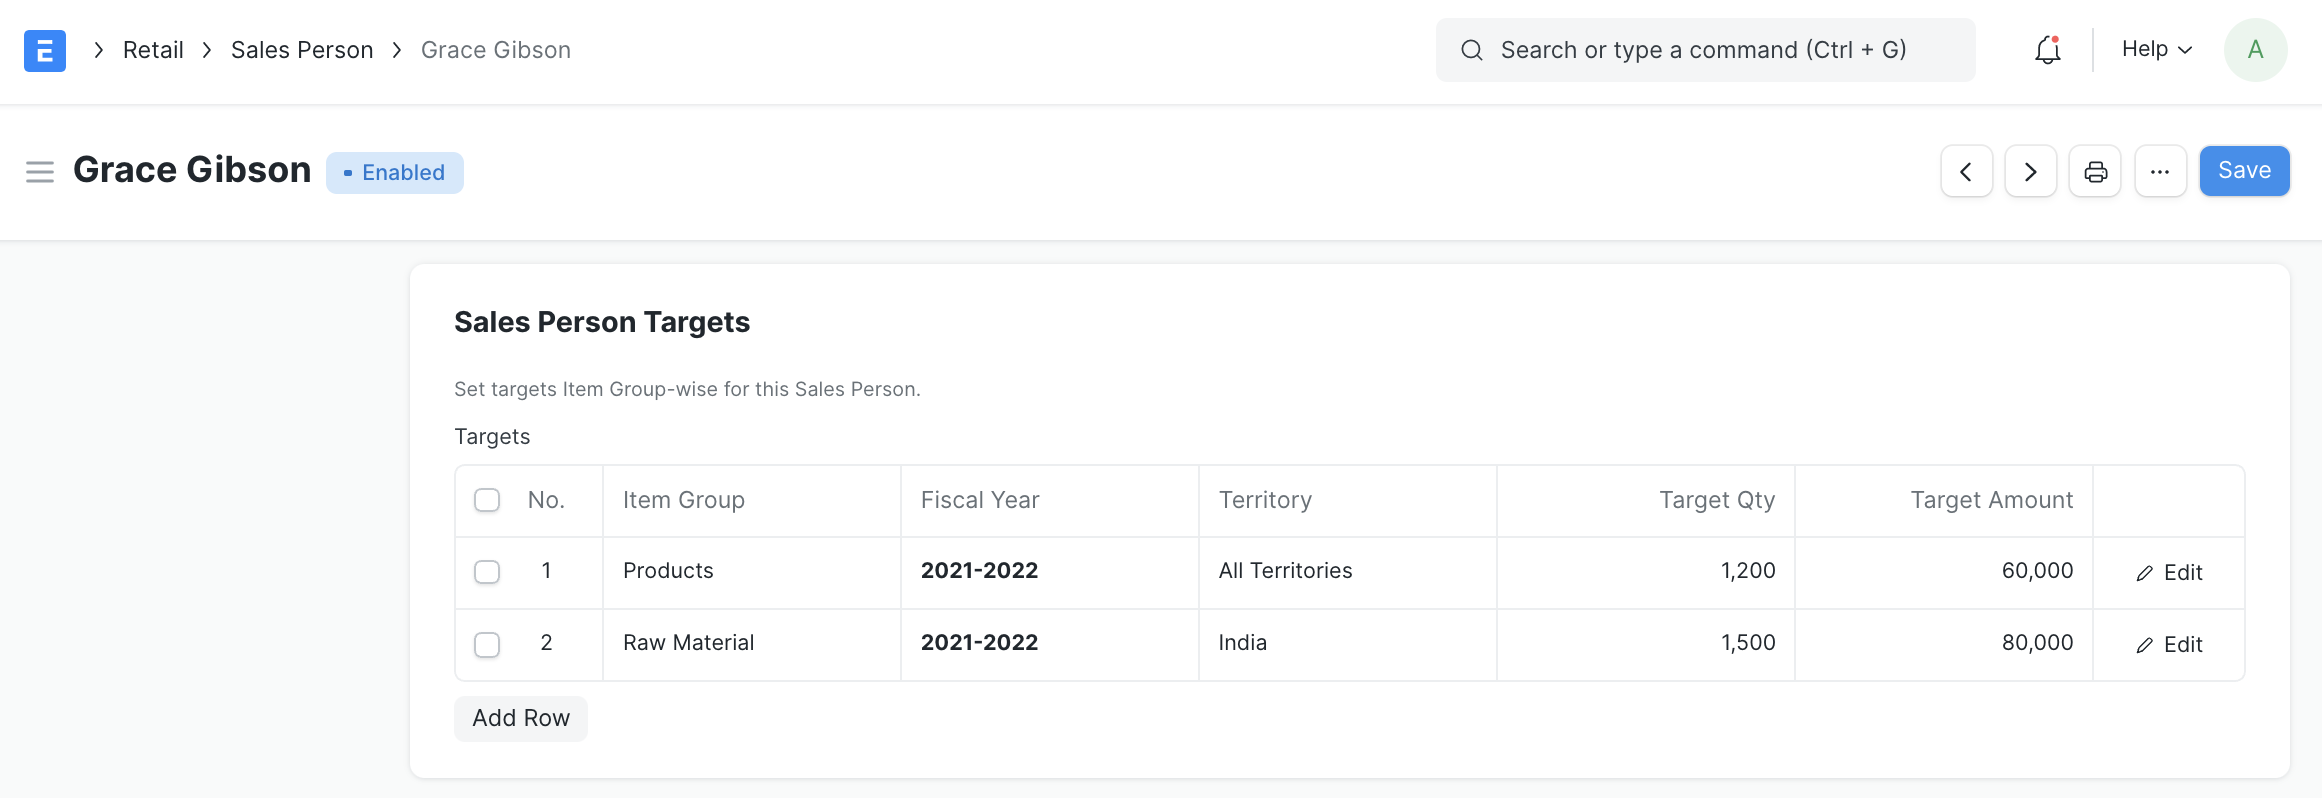 E Retail Sales Person Grace Gibson Search or type a command (Ctrl + G) Help A
Grace Gibson Enabled Save
Sales Person Targets
Set targets Item Group-wise for this Sales Person.
Targets
No. Item Group Fiscal Year Territory Target Qty Target Amount
1 Products 2021-2022 All Territories 1,200 60,000 Edit
2 Raw Material 2021-2022 India 1,500 80,000 Edit
Add Row